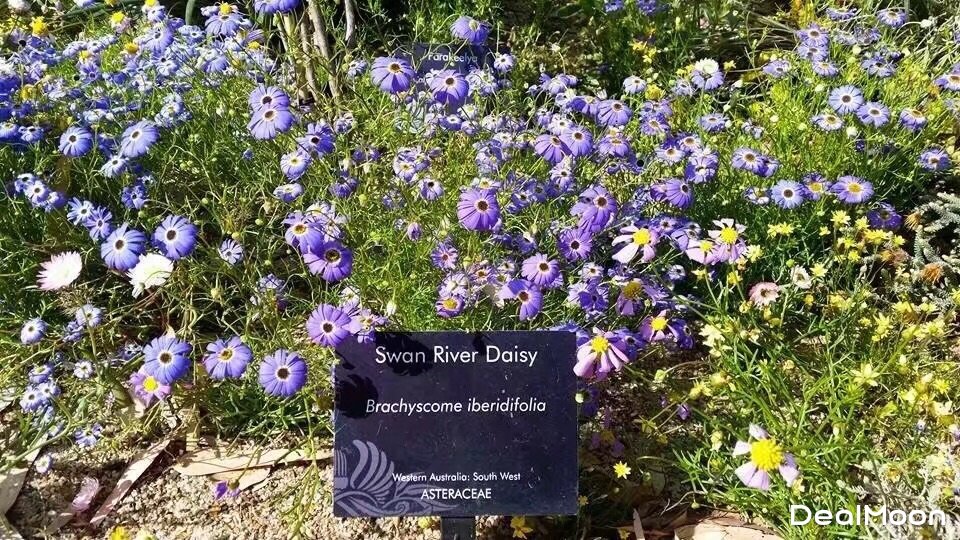 Parakeelya
Swan River Daisy
Brachyscome iberidifolia
Western Australia: South West
ASTERACEAE
DealMoon